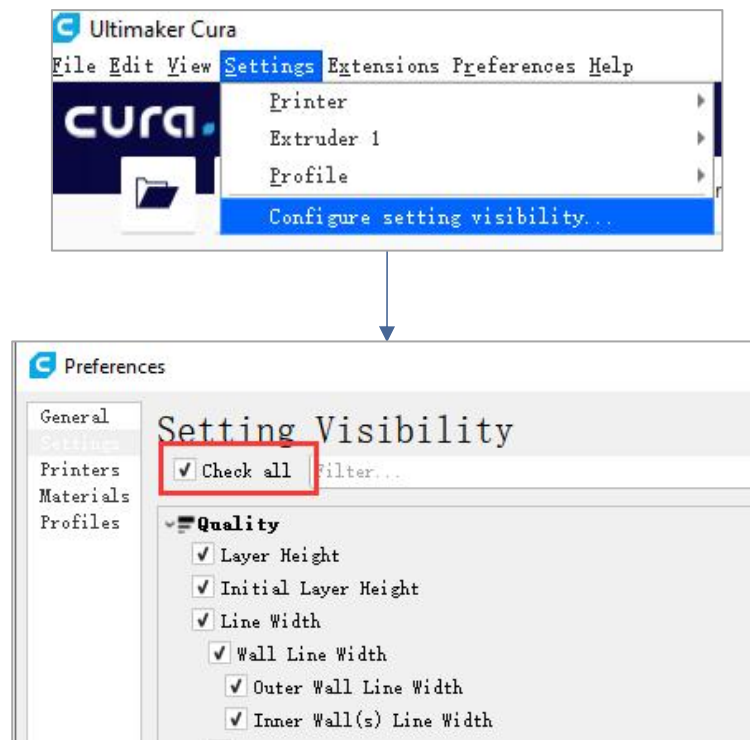 Ultimaker Cura
File Edit View Settings Extensions Preferences Help
cura.
Printer
Extruder 1
Profile
Configure setting visibility...
Preferences
General
Settings
Printers
Materials
Profiles
Setting Visibility
Check all
Filter...
Quality
Layer Height
Initial Layer Height
Line Width
Wall Line Width
Outer Wall Line Width
Inner Wall(s) Line Width